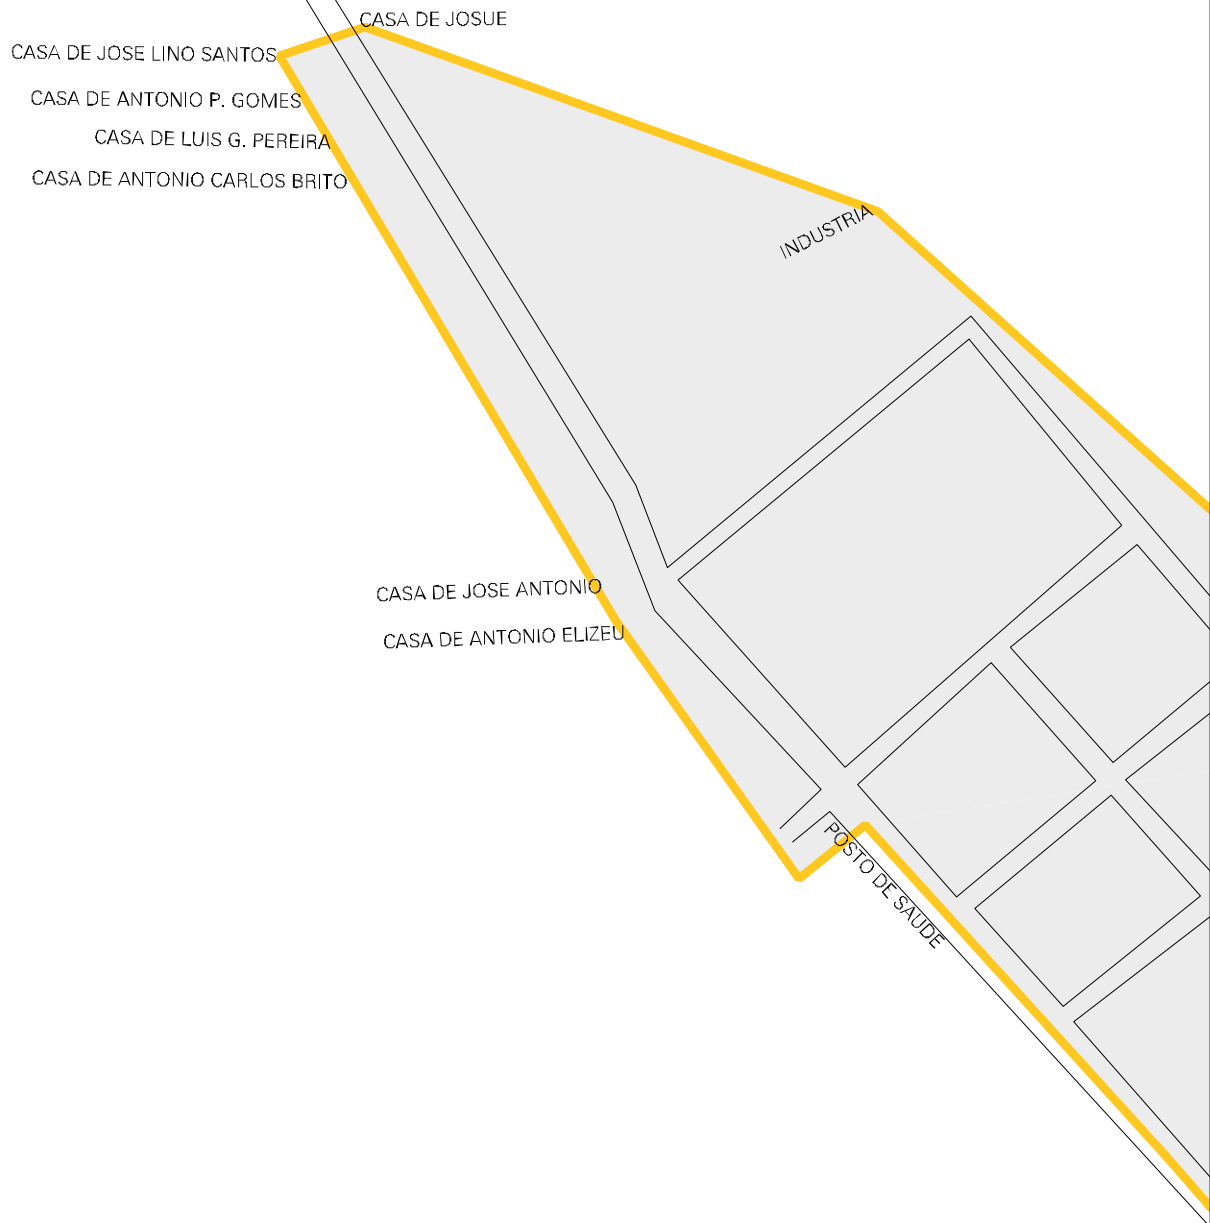 CASA DE JOSUE
CASA DE JOSE LINO SANTOS
CASA DE ANTONIO P. GOMES
CASA DE LUIS G. PEREIRA
CASA DE ANTONIO CARLOS BRITO
INDUSTRIA
CASA DE JOSE ANTONIO
CASA DE ANTONIO ELIZEU
POSTO DE SAUDE